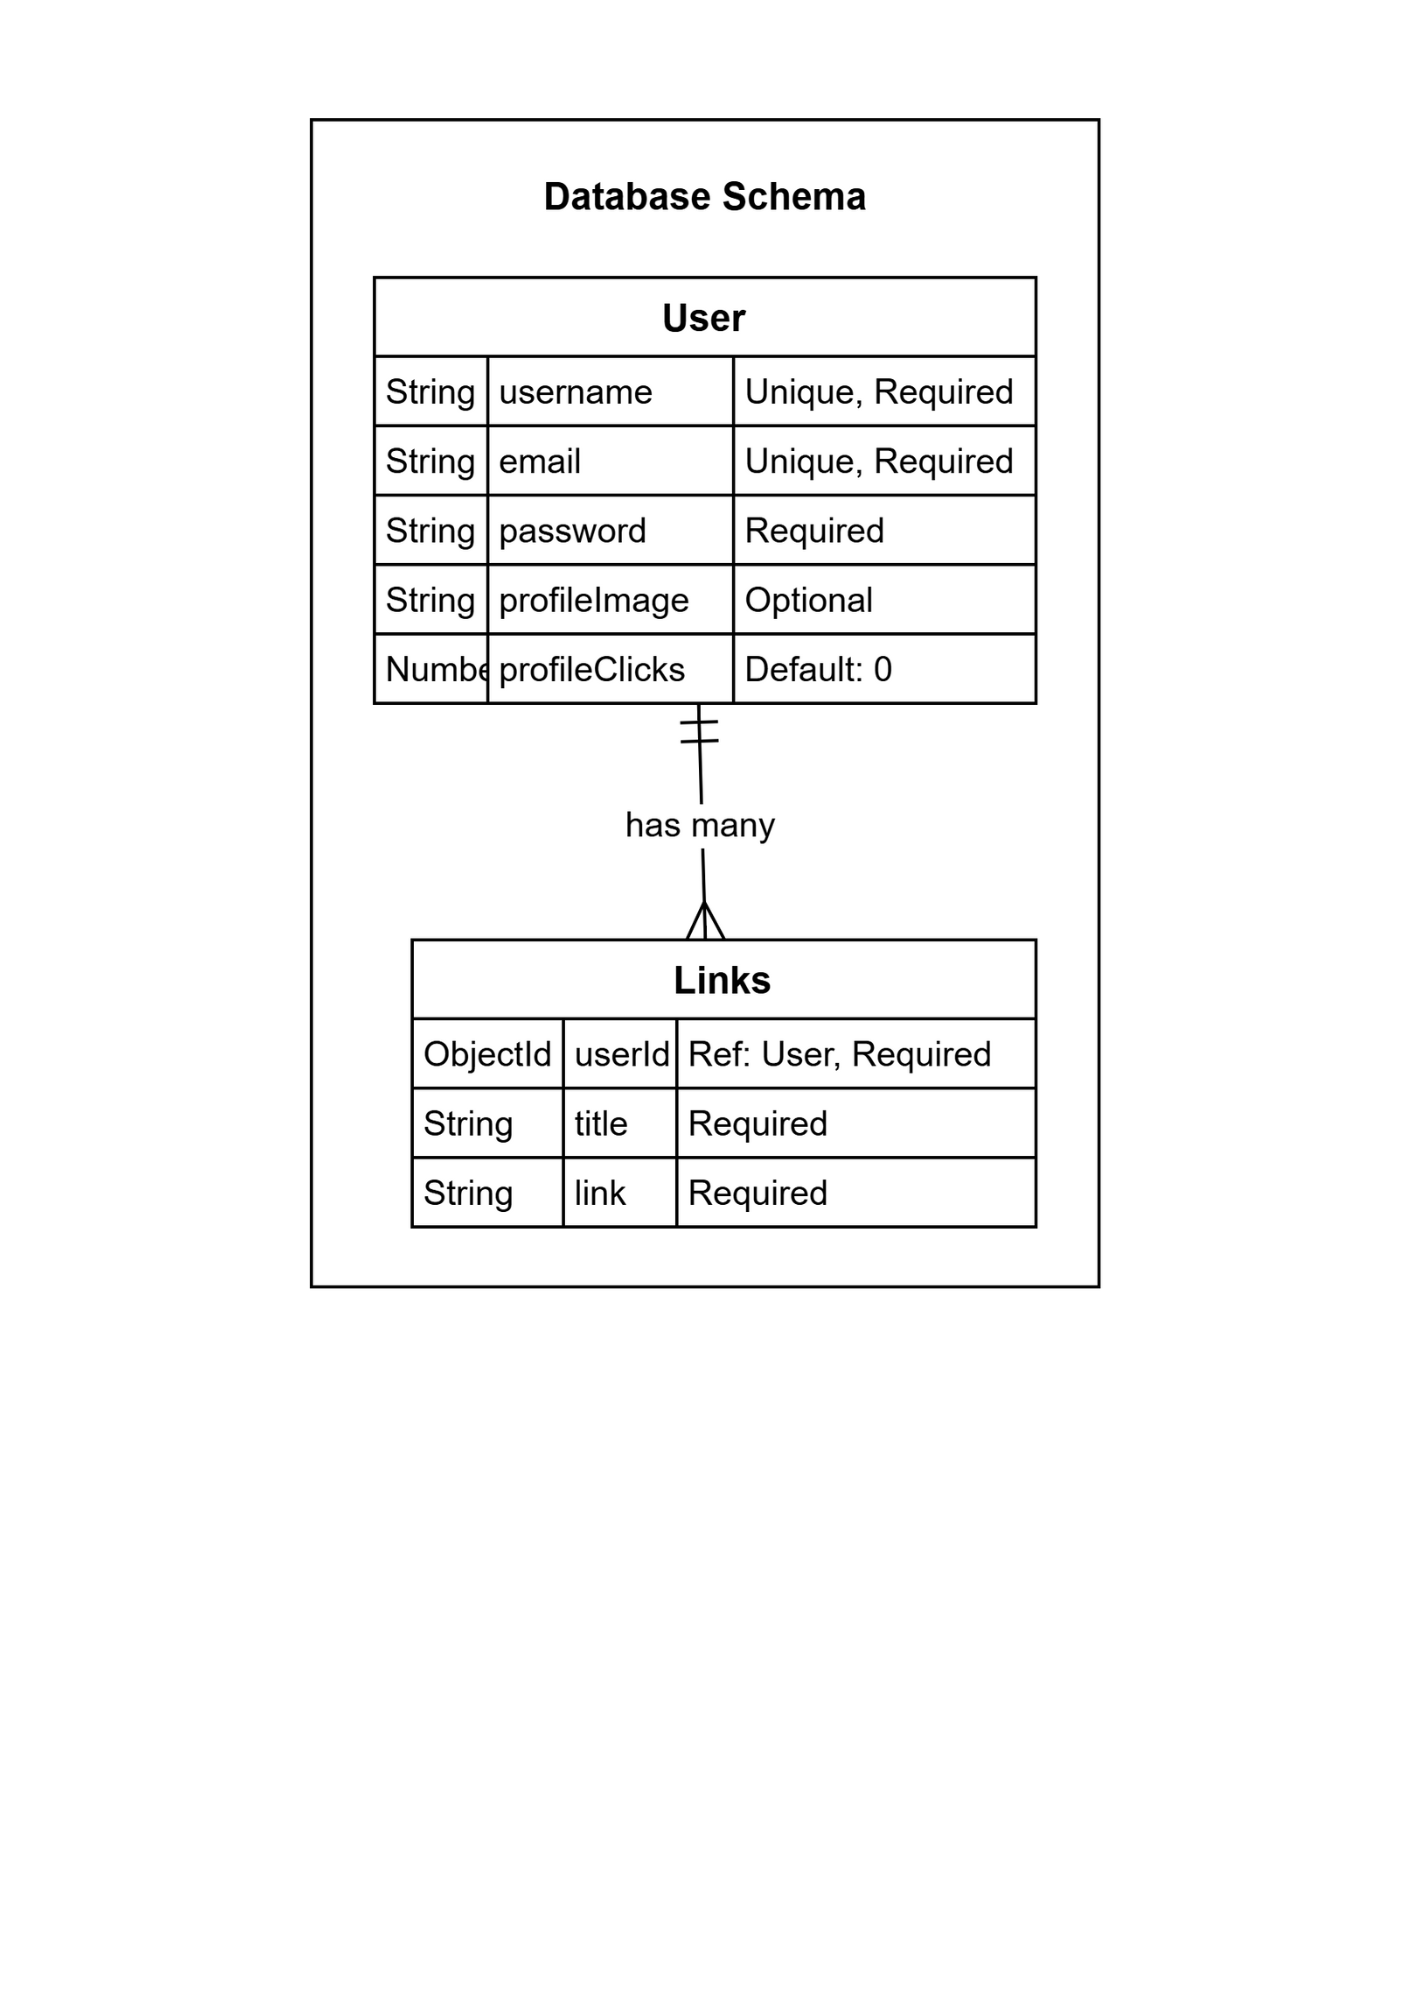 Database Schema
User
String username Unique, Required
String email Unique, Required
String password Required
String profileImage Optional
Numbe profileClicks Default: 0
has many
Links
ObjectId userId Ref: User, Required
String title Required
String link Required